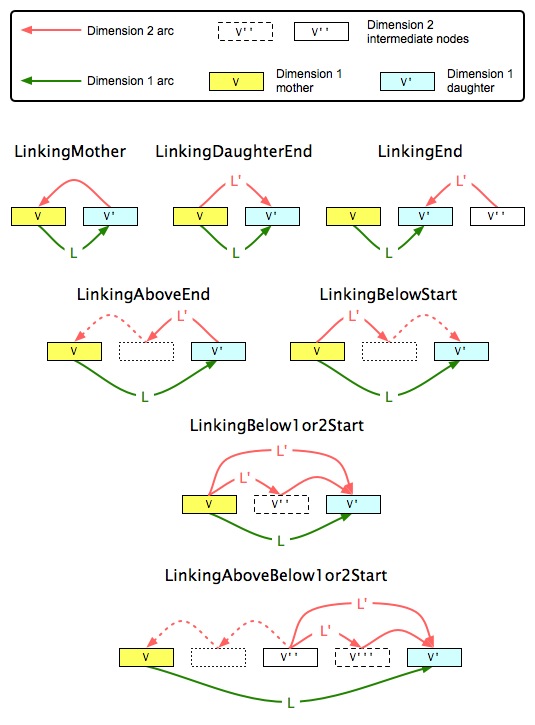 Dimension 2 arc
V''
V''
Dimension 2
intermediate nodes
Dimension 1 arc
V
Dimension 1
mother
V'
Dimension 1
daughter
LinkingMother
LinkingDaughterEnd
LinkingEnd
L'
L'
V
V'
V
V'
V
V'
V''
L
L
L
LinkingAboveEnd
LinkingBelowStart
L'
L'
V
V'
V
V'
L
L
LinkingBelow1or2Start
L'
L'
V
V''
V'
L
LinkingAboveBelow1or2Start
L'
L'
V
V''
V'''
V'
L